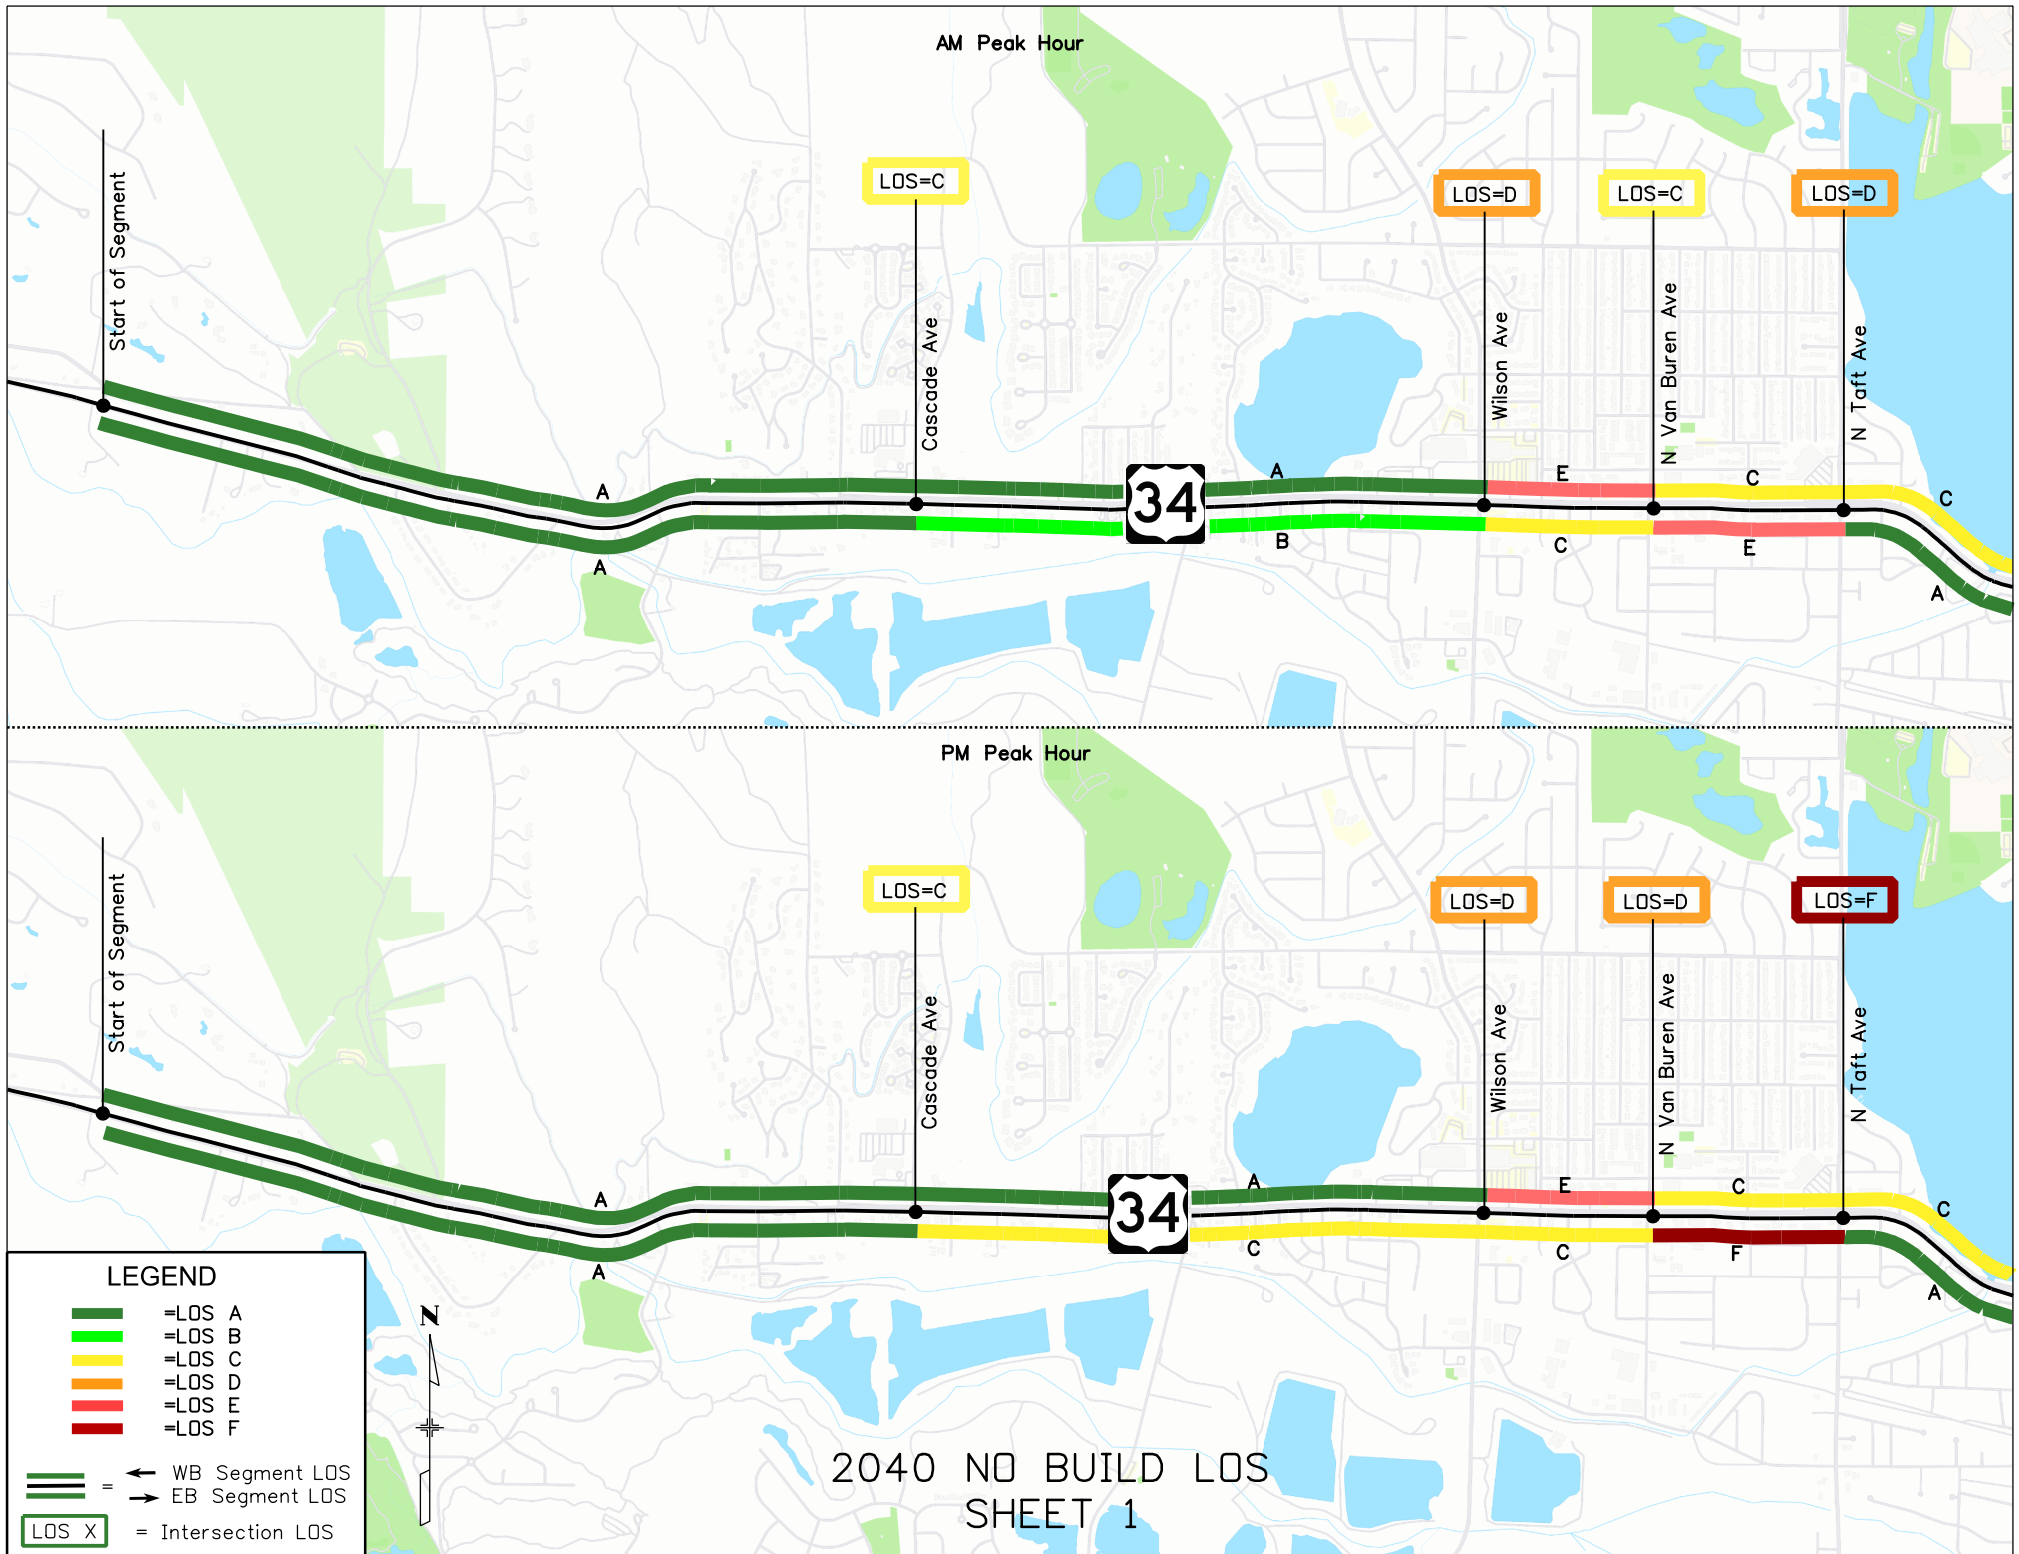 AM Peak Hour
LOS=C
LOS=D
LOS=C
LOS=D
Start of Segment
Cascade Ave
Wilson Ave
N Van Buren Ave
N Taft Ave
A
A
E
C
C
34
A
B
C
E
A
PM Peak Hour
LOS=C
LOS=D
LOS=D
LOS=F
Start of Segment
Cascade Ave
Wilson Ave
N Van Buren Ave
N Taft Ave
A
A
E
C
C
34
A
C
C
F
A
LEGEND
=LOS A
=LOS B
=LOS C
=LOS D
=LOS E
=LOS F
= WB Segment LOS
EB Segment LOS
LOS X = Intersection LOS
N
2040 NO BUILD LOS
SHEET 1